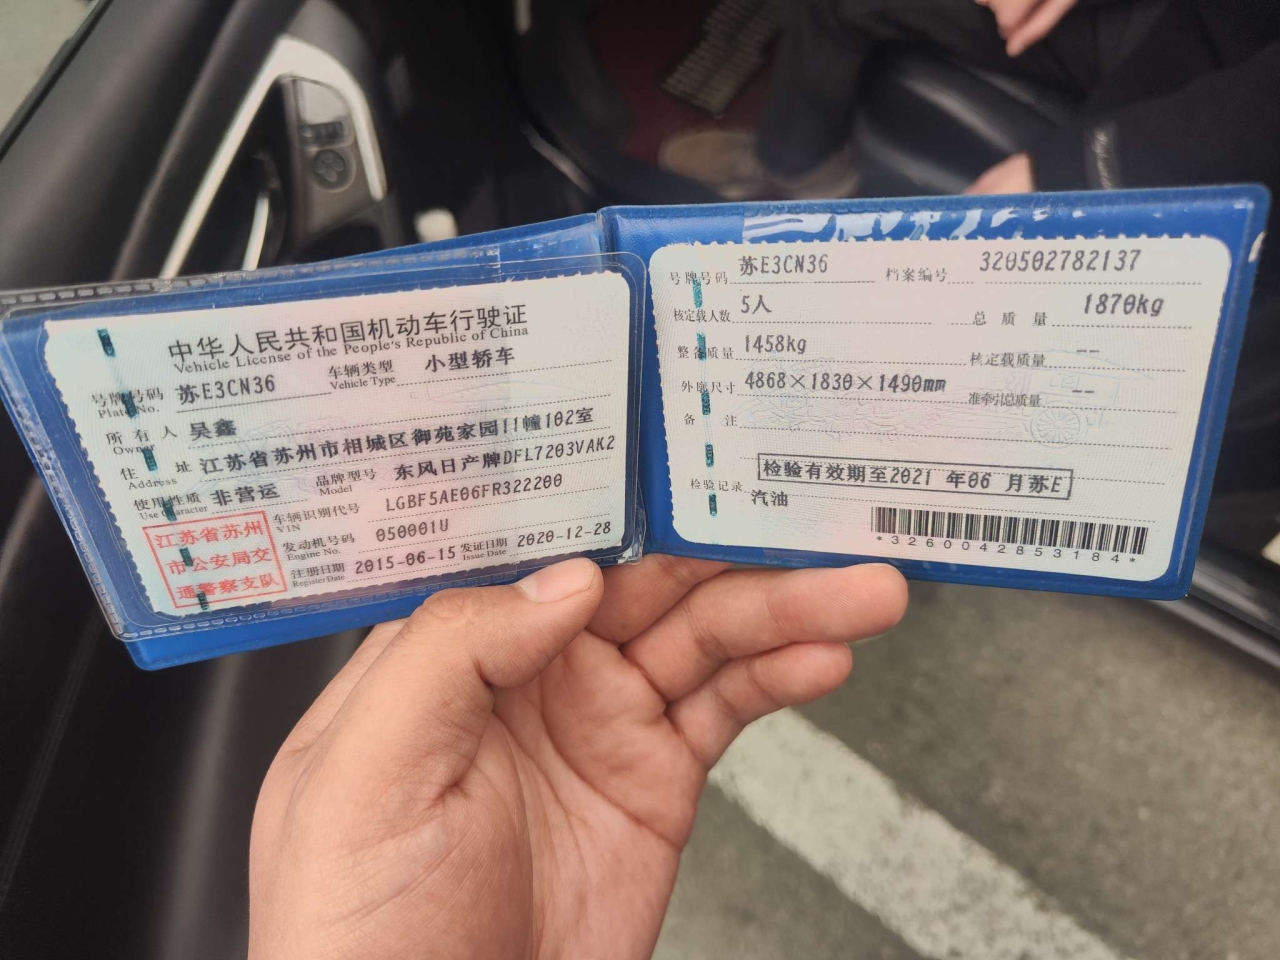 中华人民共和国机动车行驶证
Vehicle License of the People's Republic of China
号牌号码 苏E3CN36 车辆类型 小型轿车
Plate No. Vehicle Type
所有人 吴鑫
Owner
住址 江苏省苏州市相城区御苑家园11幢102室
Address
使用性质 非营运 品牌型号 东风日产牌DFL7203VAK2
Use Character Model
江苏省苏州
市公安局交
通警察支队
车辆识别代号 LGBF5AE06FR322200
VIN
发动机号码 050001U
Engine No.
注册日期 2015-06-15 发证日期 2020-12-28
Register Date Issue Date
号牌号码 苏E3CN36 档案编号 320502782137
核定载人数 5人 总质量 1870kg
整备质量 1458kg 核定载质量 --
外廓尺寸 4868×1830×1490mm 准牵引总质量 --
备注
检验有效期至2021 年06 月苏E
检验记录
汽油
*3260042853184*